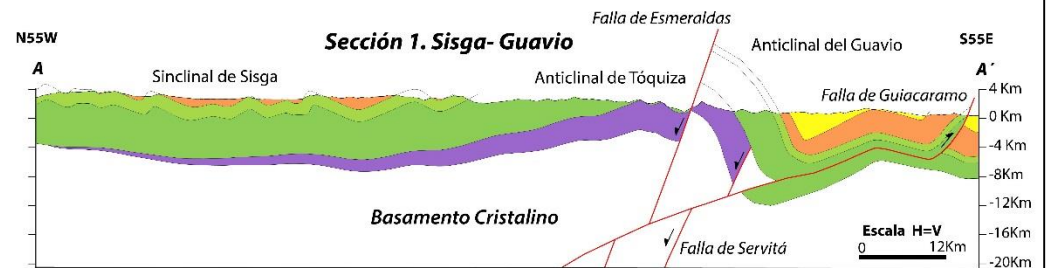 Falla de Esmeraldas
N55W
Sección 1. Sisga- Guavio
Anticlinal del Guavio
S55E
A
Sinclinal de Sisga
Anticlinal de Tóquiza
A´
Falla de Guiacaramo
4 Km
0 Km
-4 Km
-8Km
-12Km
-16Km
-20Km
Basamento Cristalino
Falla de Servitá
Escala H=V
0 12Km